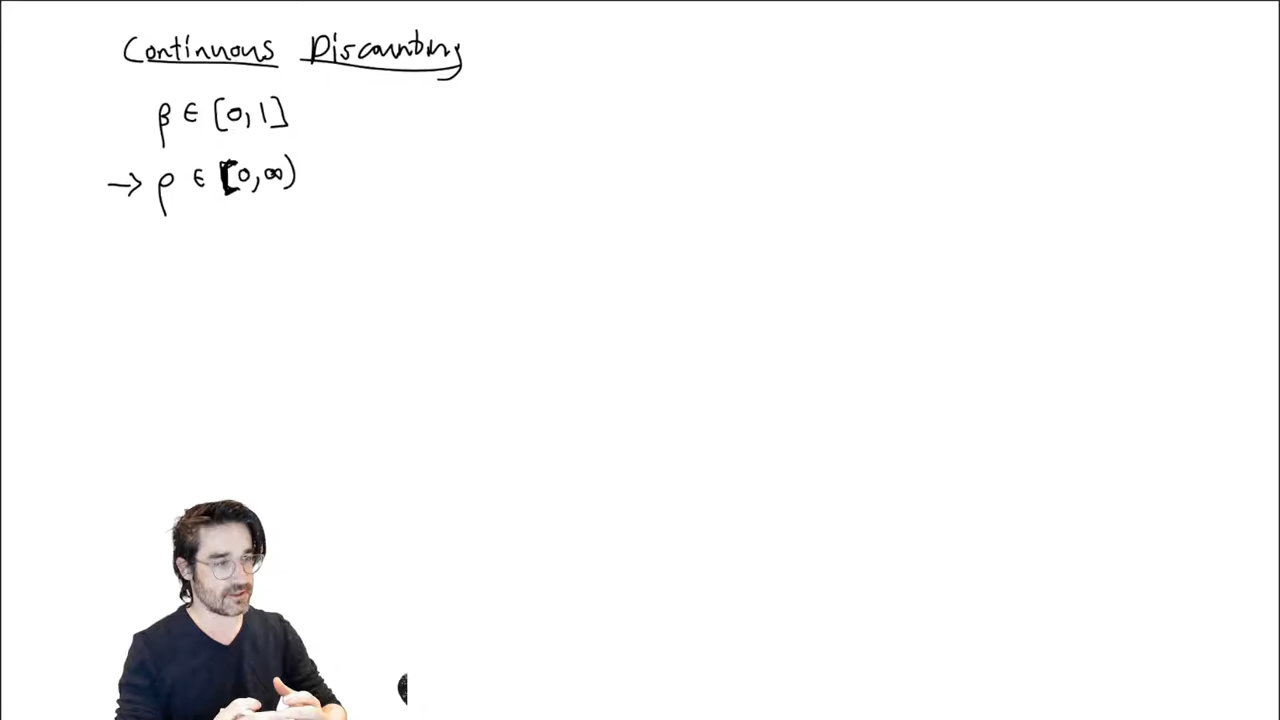 Continuous Discounting
β ∈ [0,1]
→ ρ ∈ [0,∞)